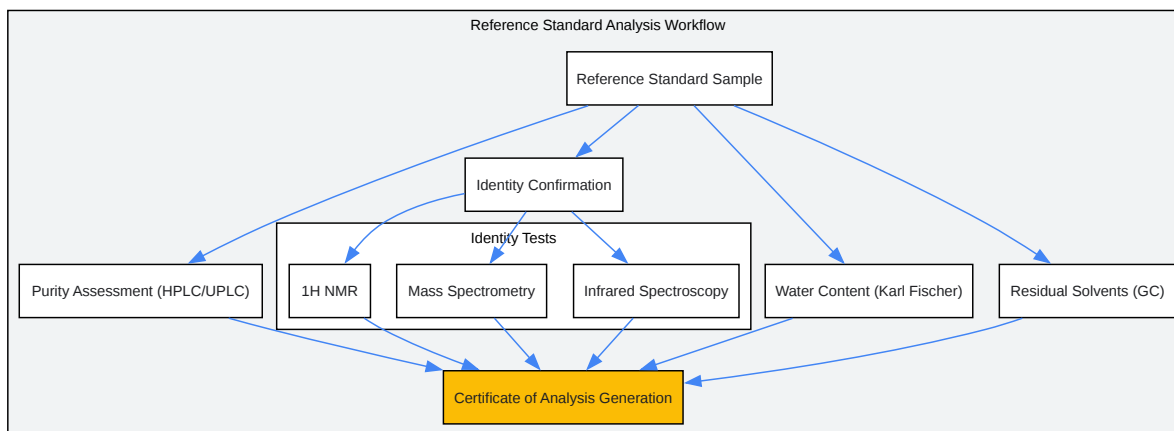 Reference Standard Analysis Workflow
Reference Standard Sample
Identity Confirmation
Identity Tests
Purity Assessment (HPLC/UPLC)
1H NMR
Mass Spectrometry
Infrared Spectroscopy
Water Content (Karl Fischer)
Residual Solvents (GC)
Certificate of Analysis Generation